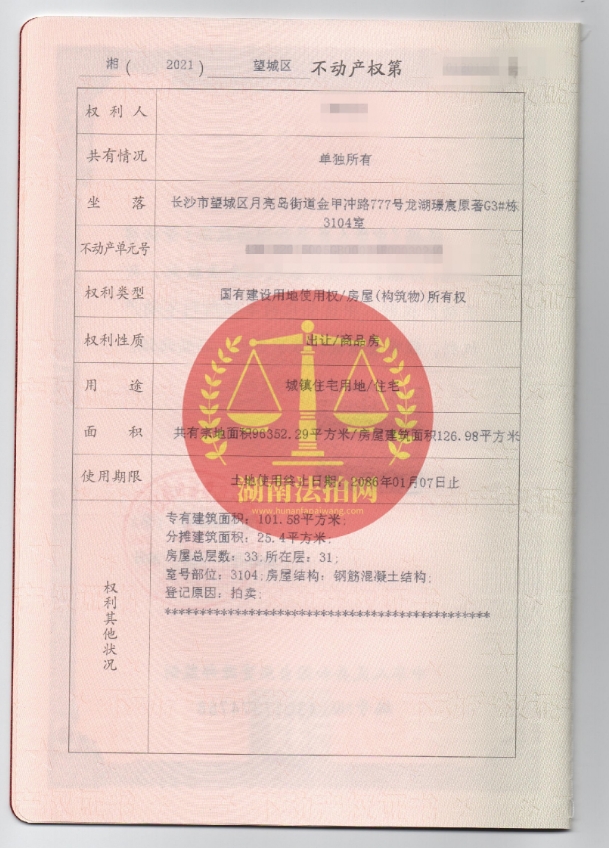 湘 ( 2021 ) 望城区 不动产权第 号
权利人
共有情况 单独所有
坐落 长沙市望城区月亮岛街道金甲冲路777号龙湖璟宸原著G3#栋
3104室
不动产单元号
权利类型 国有建设用地使用权/房屋(构筑物)所有权
权利性质 出让/商品房
用途 城镇住宅用地/住宅
面积 共有宗地面积96352.29平方米/房屋建筑面积126.98平方米
使用期限 土地使用终止日期：2086年01月07日止
湖南法拍网
www.hunanfapaiwang.com
权利其他状况
专有建筑面积：101.58平方米;
分摊建筑面积：25.4平方米;
房屋总层数：33,所在层：31;
室号部位：3104;房屋结构：钢筋混凝土结构;
登记原因：拍卖;
*******************************************